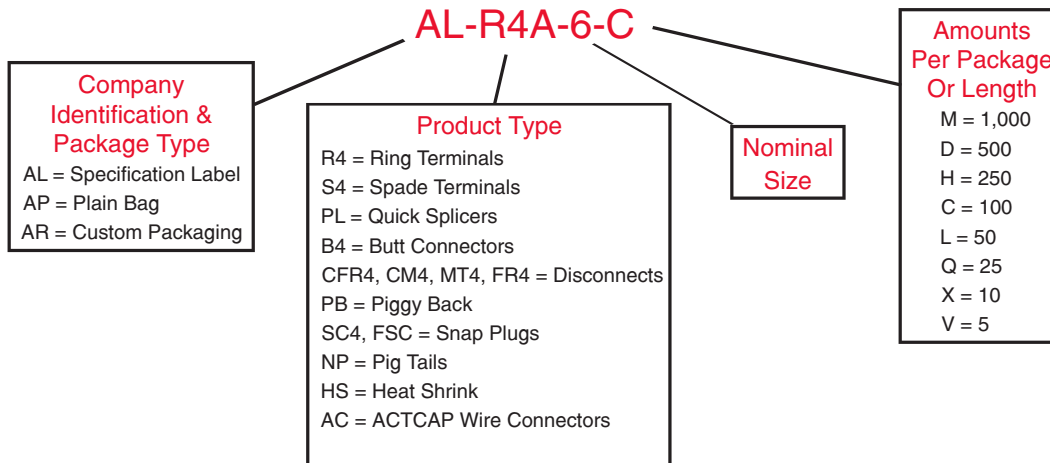 AL-R4A-6-C
Company
Identification &
Package Type
AL = Specification Label
AP = Plain Bag
AR = Custom Packaging
Product Type
R4 = Ring Terminals
S4 = Spade Terminals
PL = Quick Splicers
B4 = Butt Connectors
CFR4, CM4, MT4, FR4 = Disconnects
PB = Piggy Back
SC4, FSC = Snap Plugs
NP = Pig Tails
HS = Heat Shrink
AC = ACTCAP Wire Connectors
Nominal
Size
Amounts
Per Package
Or Length
M = 1,000
D = 500
H = 250
C = 100
L = 50
Q = 25
X = 10
V = 5